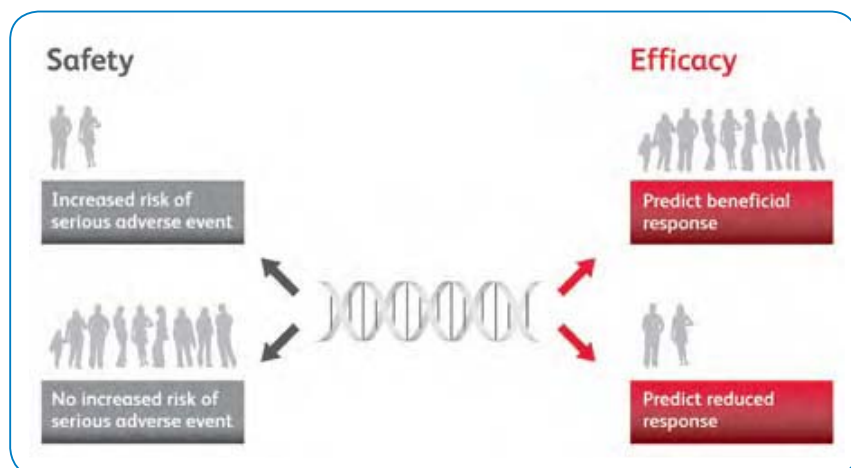 Safety
Increased risk of
serious adverse event
No increased risk of
serious adverse event
Efficacy
Predict beneficial
response
Predict reduced
response